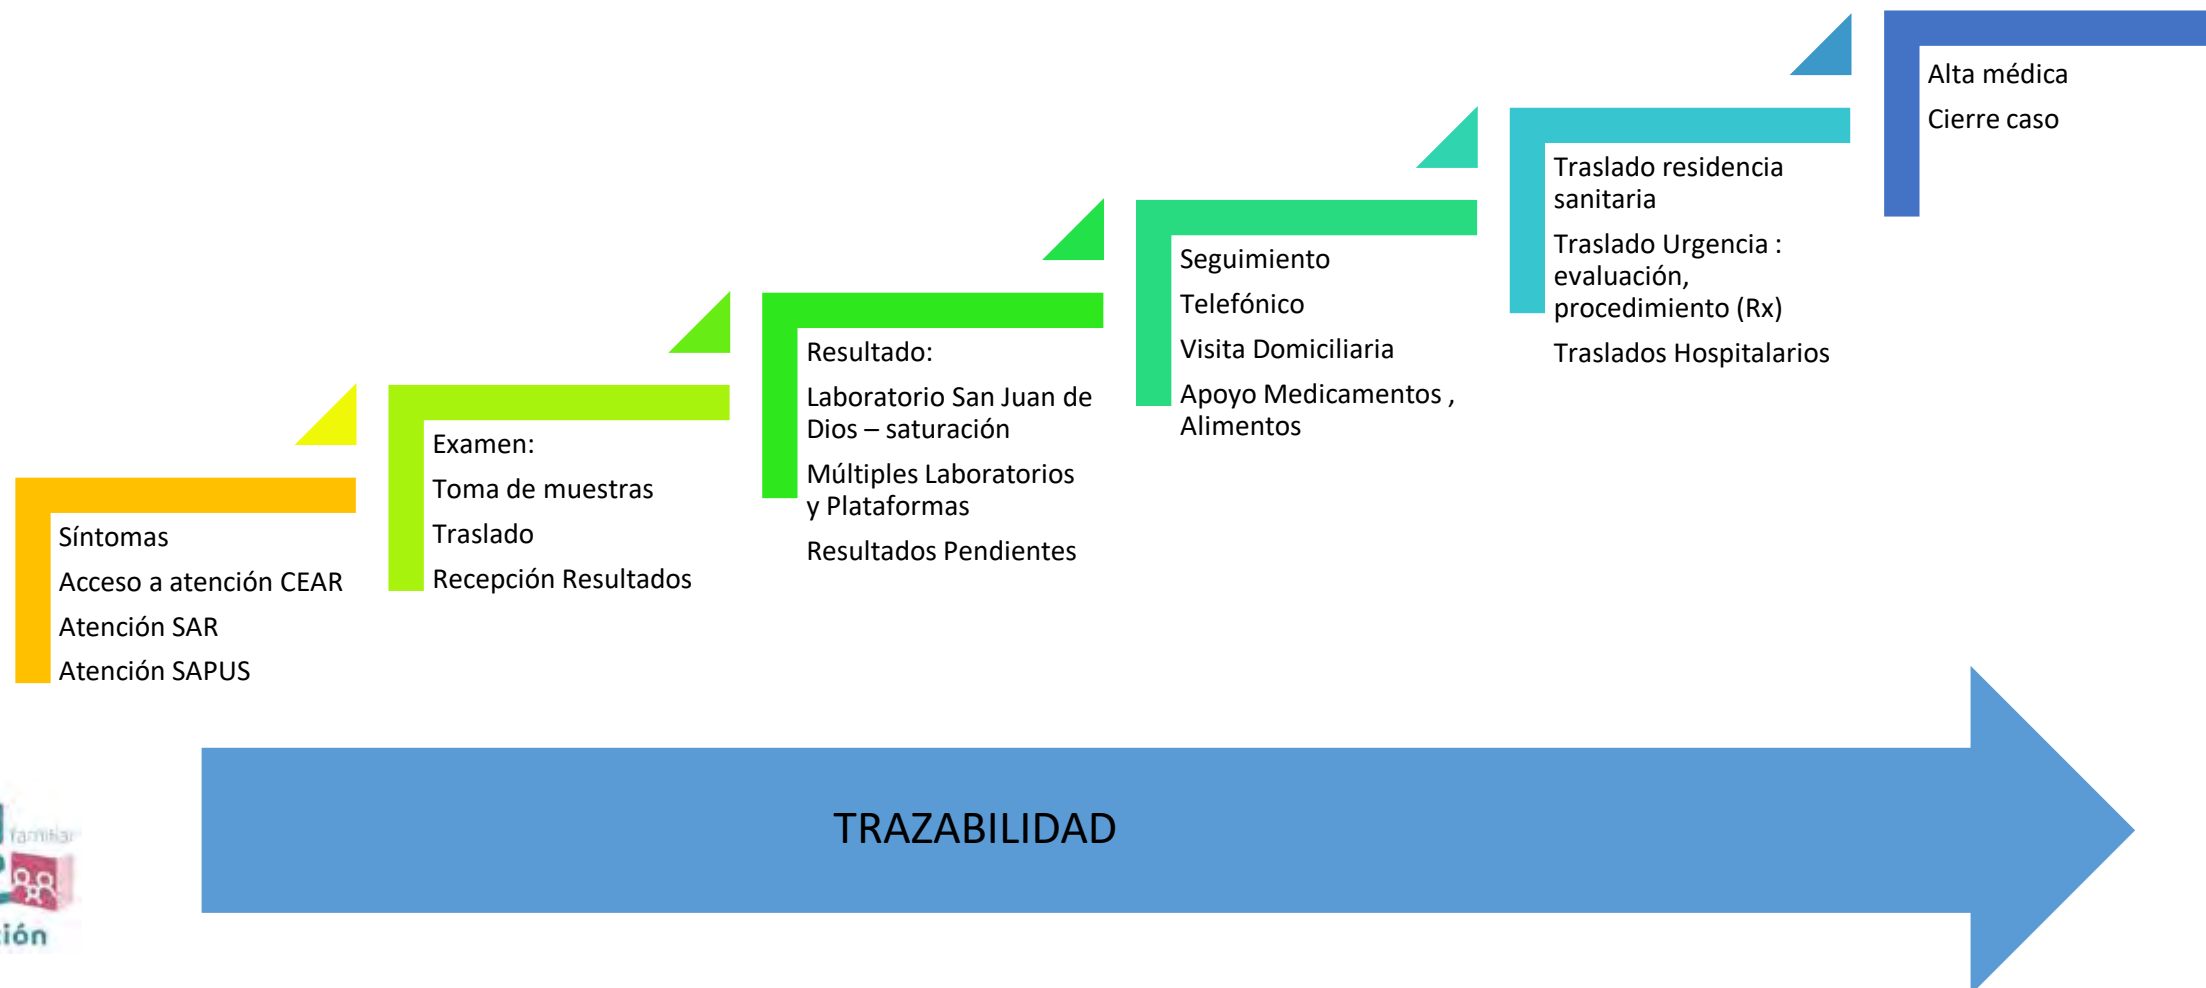 Síntomas
Acceso a atención CEAR
Atención SAR
Atención SAPUS
Examen:
Toma de muestras
Traslado
Recepción Resultados
Resultado:
Laboratorio San Juan de
Dios – saturación
Múltiples Laboratorios
y Plataformas
Resultados Pendientes
Seguimiento
Telefónico
Visita Domiciliaria
Apoyo Medicamentos ,
Alimentos
Traslado residencia
sanitaria
Traslado Urgencia :
evaluación,
procedimiento (Rx)
Traslados Hospitalarios
Alta médica
Cierre caso
TRAZABILIDAD
familiar